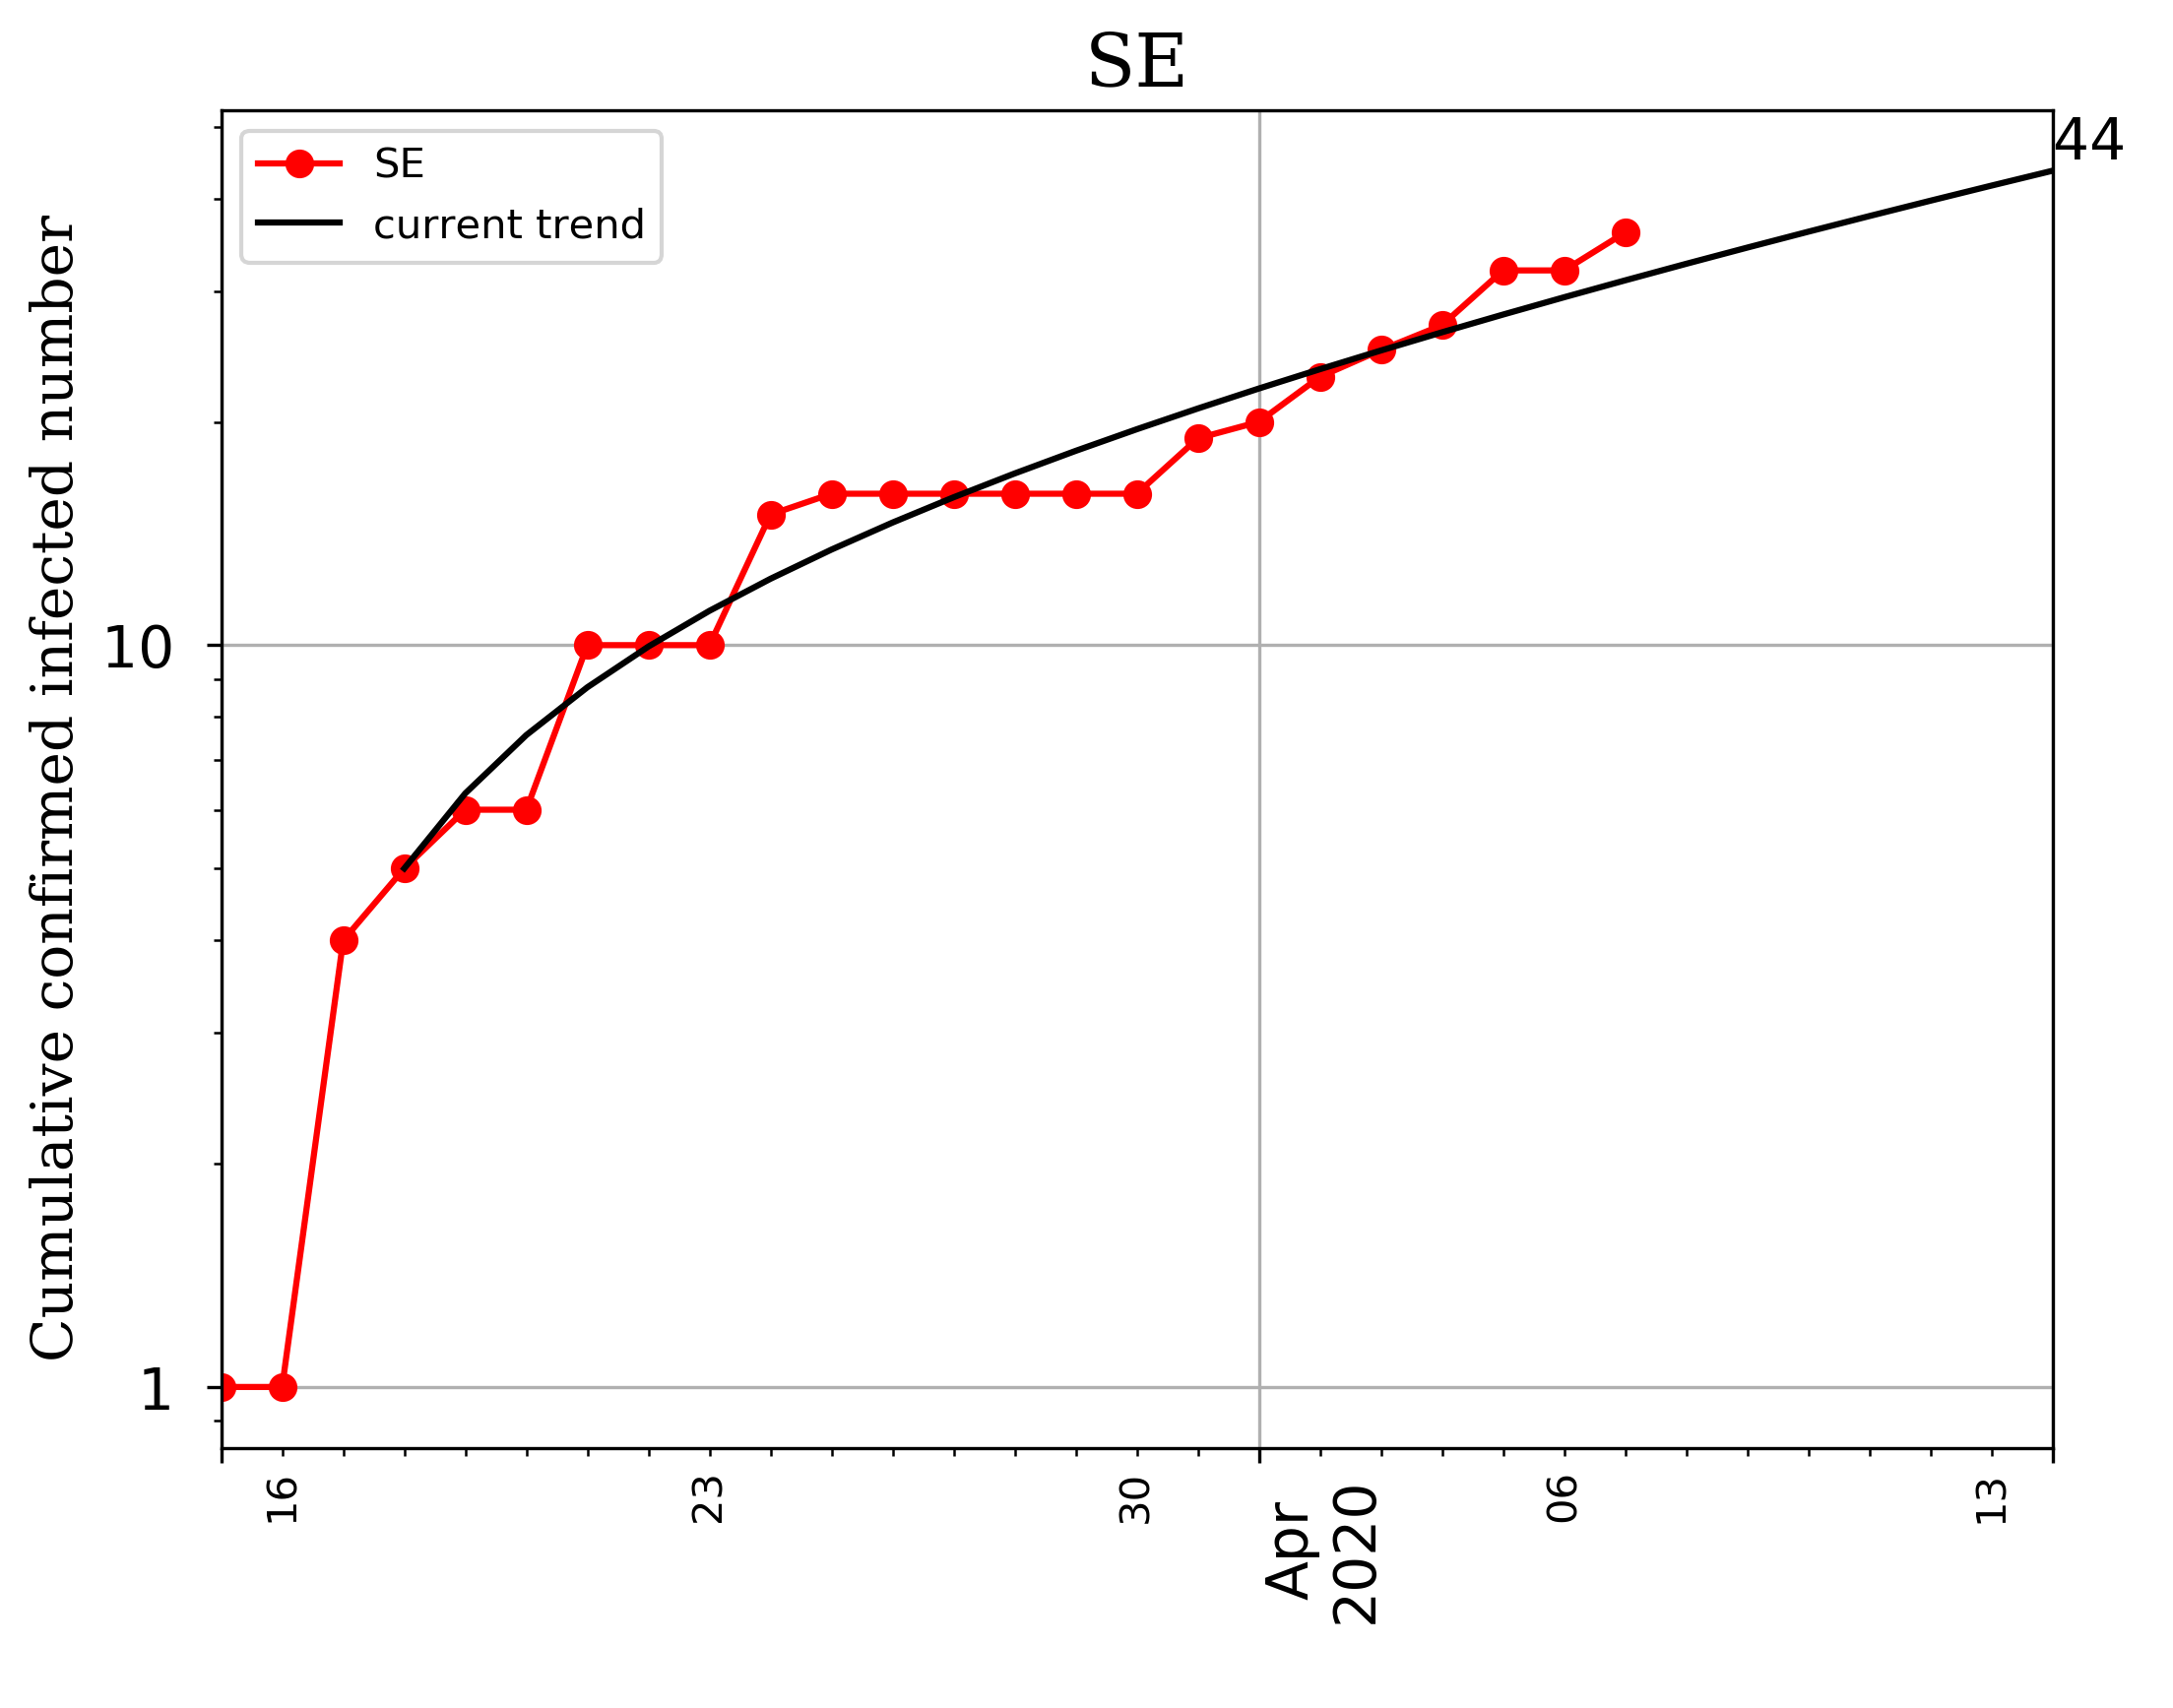 SE
44
SE
current trend
Cumulative confirmed infected number
10
1
16
23
30
Apr
2020
06
13